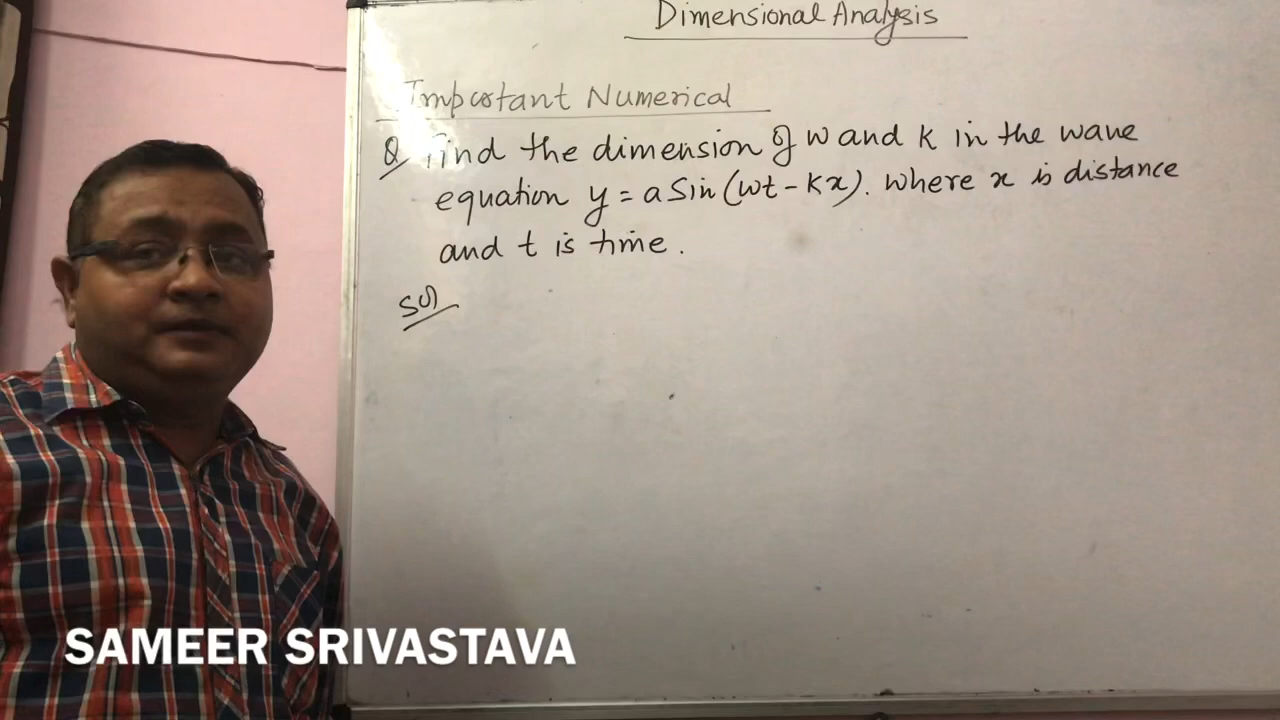 Dimensional Analysis
Important Numerical
Q Find the dimension of w and k in the wave
equation y = a Sin (wt - kx). where x is distance
and t is time.
Sol
SAMEER SRIVASTAVA